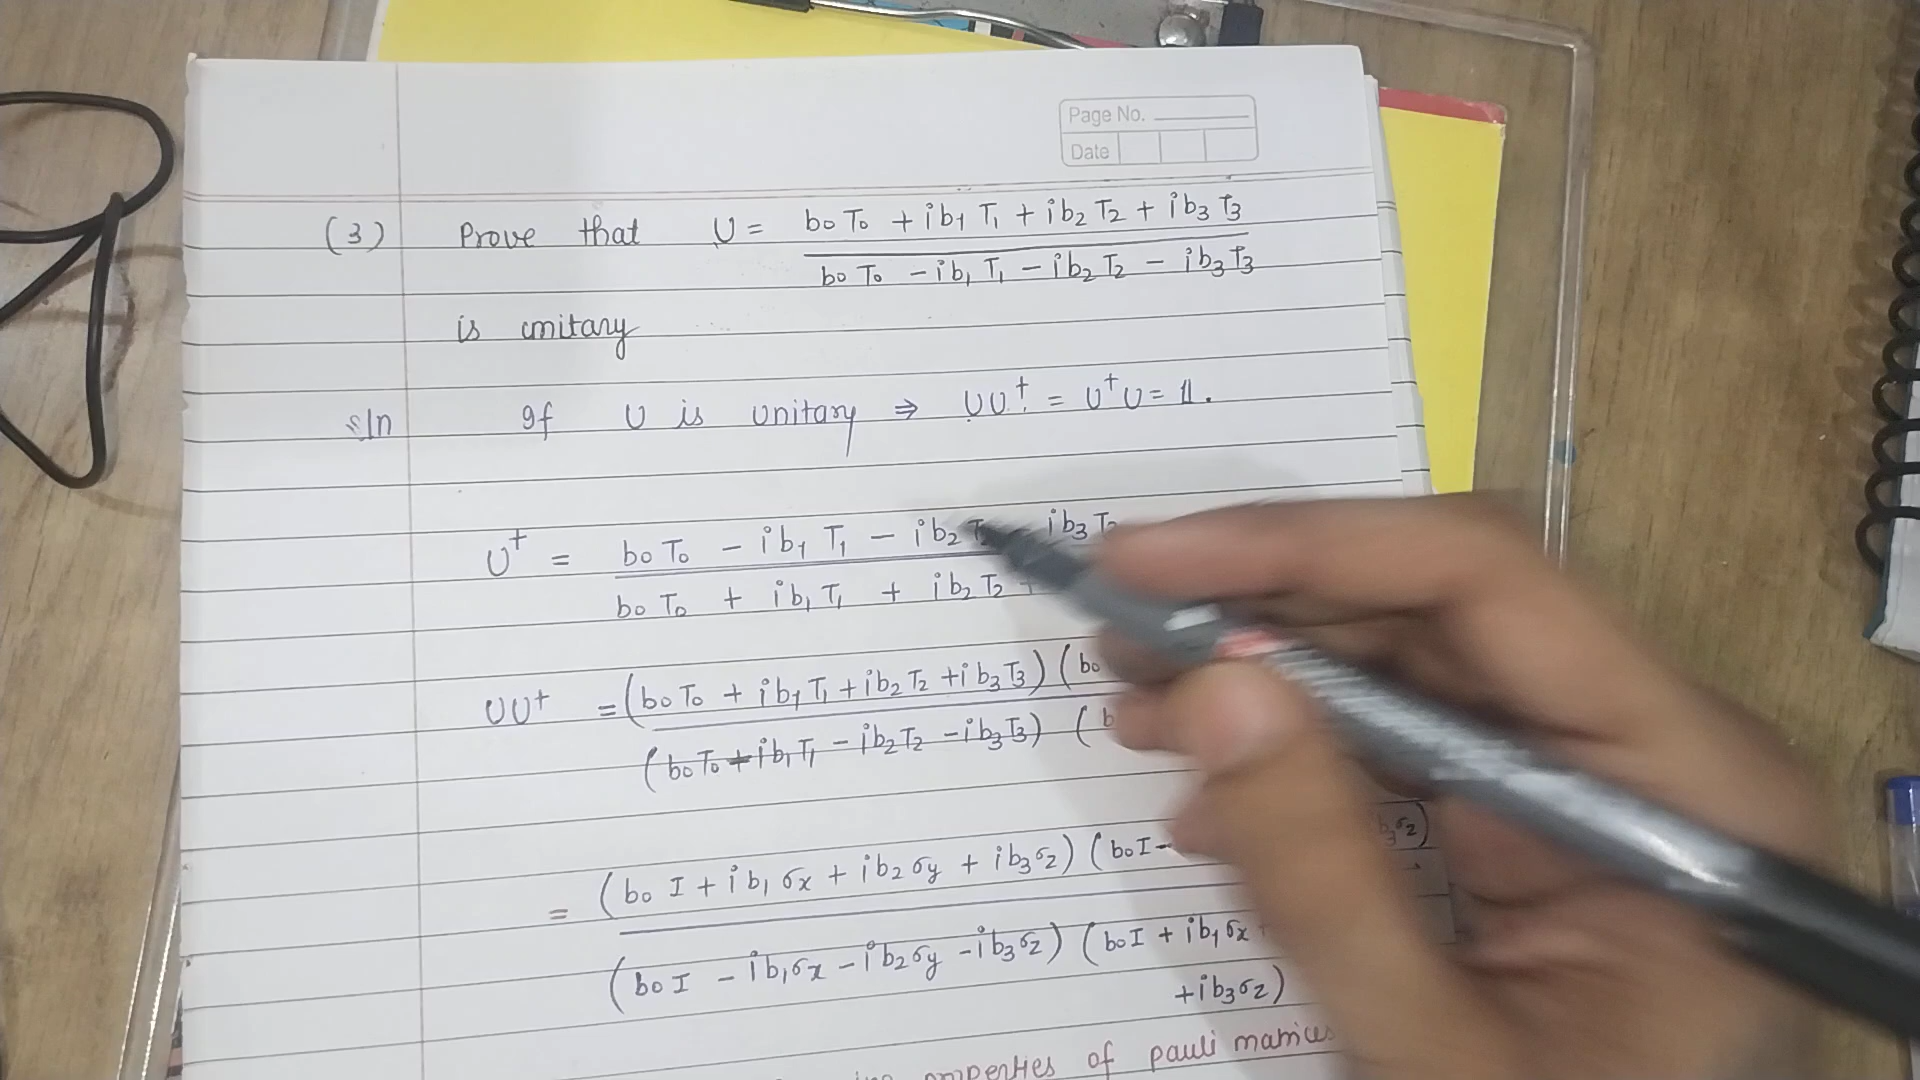 Page No.
Date
(3) Prove that U = b₀ T₀ + i b₁ T₁ + i b₂ T₂ + i b₃ T₃
b₀ T₀ - i b₁ T₁ - i b₂ T₂ - i b₃ T₃
is unitary
sln If U is unitary ⇒ U U† = U† U = 1.
U† = b₀ T₀ - i b₁ T₁ - i b₂ i b₃
b₀ T₀ + i b₁ T₁ + i b₂ T₂ +
U U† = (b₀ T₀ + i b₁ T₁ + i b₂ T₂ + i b₃ T₃) (b₀
(b₀ T₀ - i b₁ T₁ - i b₂ T₂ - i b₃ T₃) (b
= (b₀ I + i b₁ σx + i b₂ σy + i b₃ σz) (b₀ I - b₃ σz)
(b₀ I - i b₁ σx - i b₂ σy - i b₃ σz) (b₀ I + i b₁ σx
+ i b₃ σz)
properties of pauli matrices